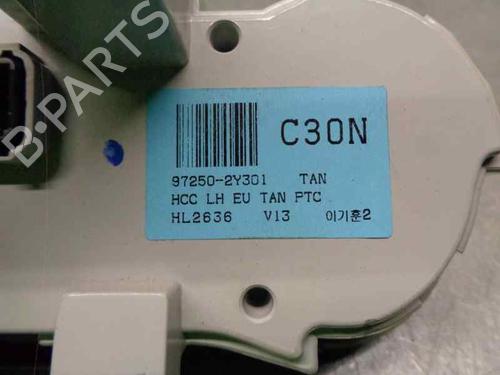 B·PARTS
C30N
97250-2Y301 TAN
HCC LH EU TAN PTC
HL2636 V13 이기훈2